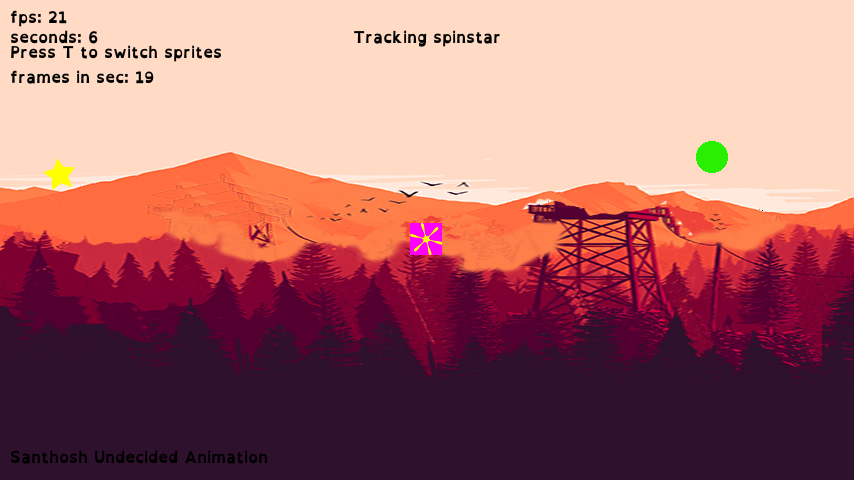 fps: 21
seconds: 6
Tracking spinstar
Press T to switch sprites
frames in sec: 19
Santhosh Undecided Animation